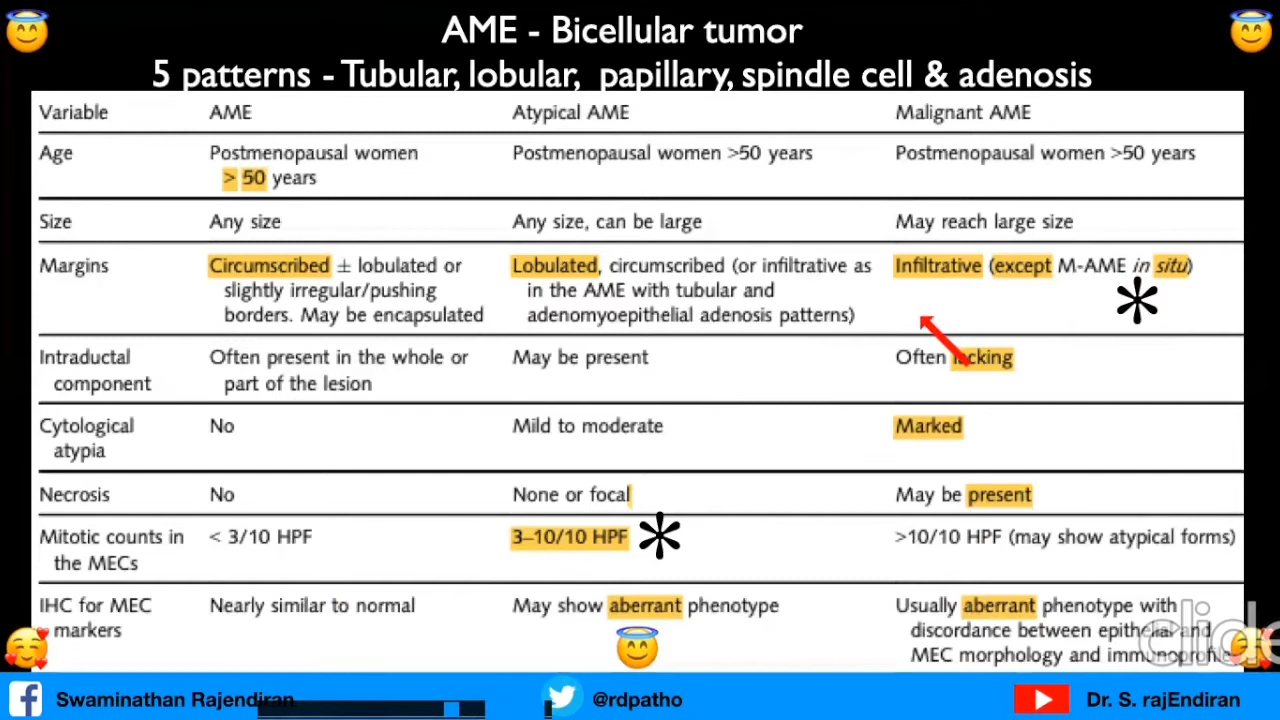 AME - Bicellular tumor
5 patterns - Tubular, lobular, papillary, spindle cell & adenosis
Variable AME Atypical AME Malignant AME
Age Postmenopausal women Postmenopausal women >50 years Postmenopausal women >50 years
> 50 years
Size Any size Any size, can be large May reach large size
Margins Circumscribed ± lobulated or Lobulated, circumscribed (or infiltrative as Infiltrative (except M-AME in situ)
slightly irregular/pushing in the AME with tubular and *
borders. May be encapsulated adenomyoepithelial adenosis patterns)
Intraductal Often present in the whole or May be present Often lacking
component part of the lesion
Cytological No Mild to moderate Marked
atypia
Necrosis No None or focal May be present
Mitotic counts in < 3/10 HPF 3–10/10 HPF * >10/10 HPF (may show atypical forms)
the MECs
IHC for MEC Nearly similar to normal May show aberrant phenotype Usually aberrant phenotype with
markers discordance between epithelial and
MEC morphology and immunoprofile
Swaminathan Rajendiran @rdpatho Dr. S. rajEndiran